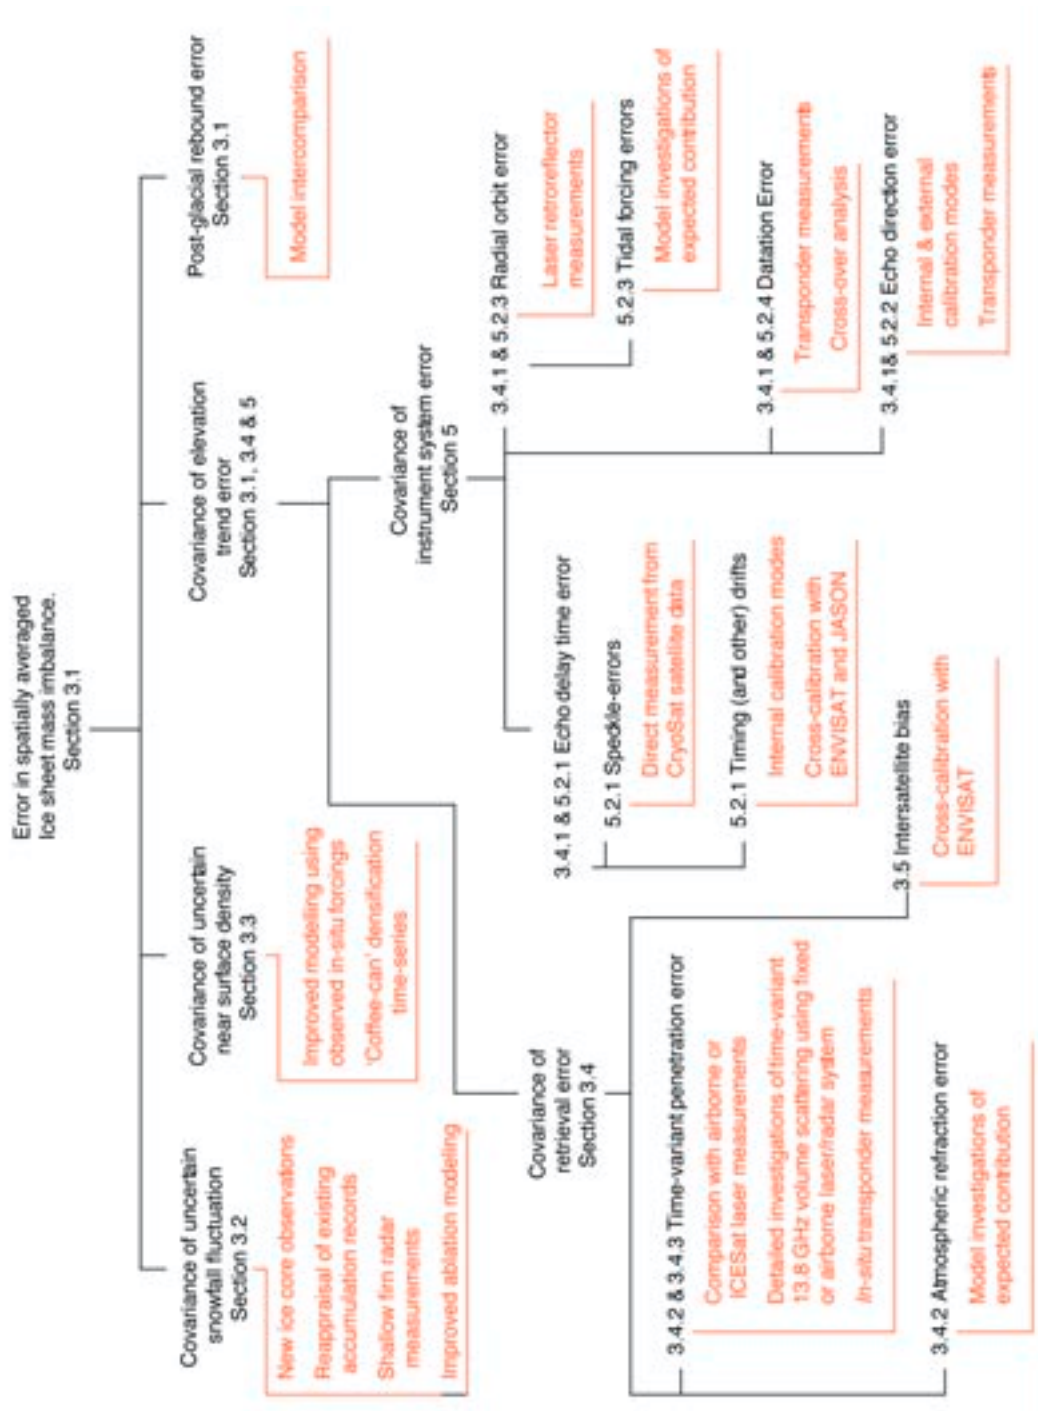 Error in spatially averaged
Ice sheet mass imbalance.
Section 3.1
Covariance of uncertain
snowfall fluctuation
Section 3.2
New ice core observatons
Reappraisal of existing
accumulation records
Shallow firn radar
measurements
Improved ablation modeling
Covariance of uncertain
near surface density
Section 3.3
Improved modelling using
observed in-situ forcings
'Coffee-can' densification
time-series
Covariance of elevation
trend error
Section 3.1, 3.4 & 5
Post-glacial rebound error
Section 3.1
Model intercomparison
Covariance of
retrieval error
Section 3.4
3.4.2 & 3.4.3 Time-variant penetration error
Comparison with airborne or
ICESat laser measurements
Detailed investigations of time-variant
13.8 GHz volume scattering using fixed
or airborne laser/radar system
In-situ transponder measurements
3.4.2 Atmospheric refraction error
Model investigations of
expected contribution
3.5 Intersatellite bias
Cross-calibration with
ENVISAT
Covariance of
instrument system error
Section 5
3.4.1 & 5.2.1 Echo delay time error
5.2.1 Speckle-errors
Direct measurement from
CryoSat satellite data
5.2.1 Timing (and other) drifts
Internal calibration modes
Cross-calibration with
ENVISAT and JASON
3.4.1 & 5.2.3 Radial orbit error
Laser retroreflector
measurements
5.2.3 Tidal forcing errors
Model investigations of
expected contribution
3.4.1 & 5.2.4 Datation Error
Transponder measurements
Cross-over analysis
3.4.1& 5.2.2 Echo direction error
Internal & external
calibration modes
Transponder measurements